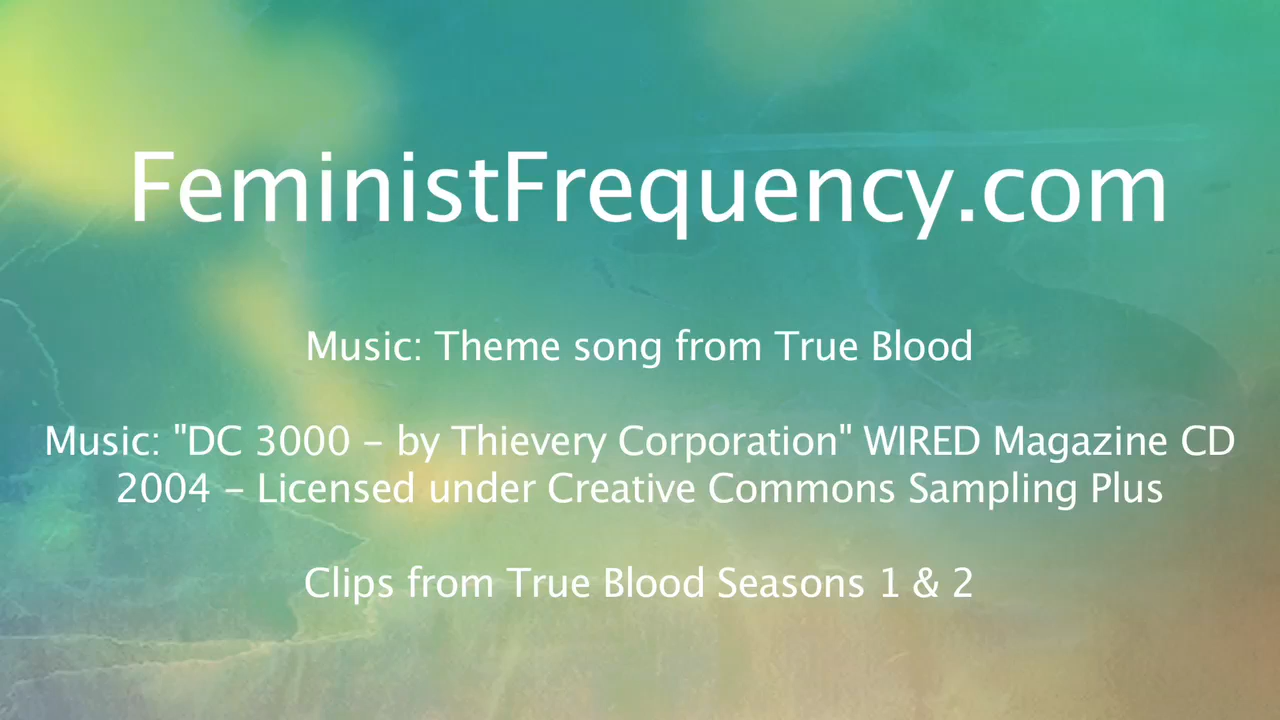 FeministFrequency.com
Music: Theme song from True Blood
Music: "DC 3000 – by Thievery Corporation" WIRED Magazine CD
2004 – Licensed under Creative Commons Sampling Plus
Clips from True Blood Seasons 1 & 2